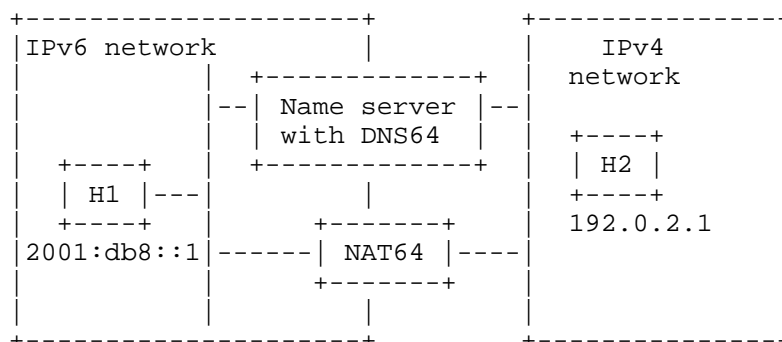 IPv6 network
IPv4
network
Name server
with DNS64
H2
H1
192.0.2.1
2001:db8::1
NAT64